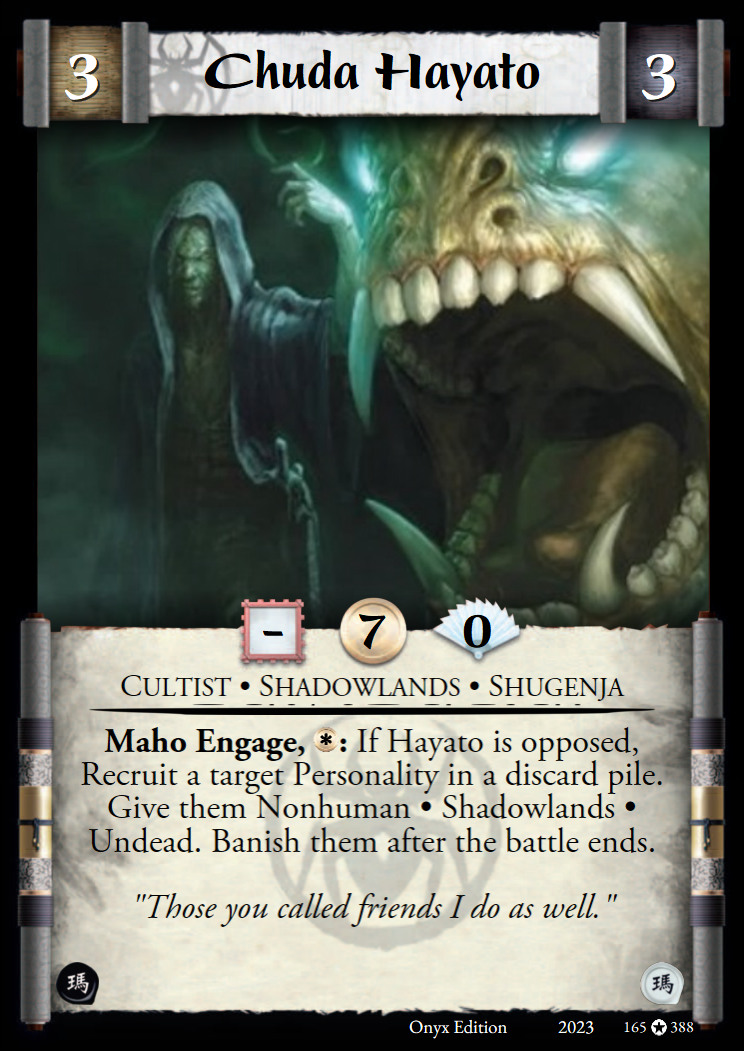 3 Chuda Hayato 3
- 7 0
CULTIST • SHADOWLANDS • SHUGENJA
Maho Engage, *: If Hayato is opposed,
Recruit a target Personality in a discard pile.
Give them Nonhuman • Shadowlands •
Undead. Banish them after the battle ends.
"Those you called friends I do as well."
瑪 瑪
Onyx Edition 2023 165 ✪ 388